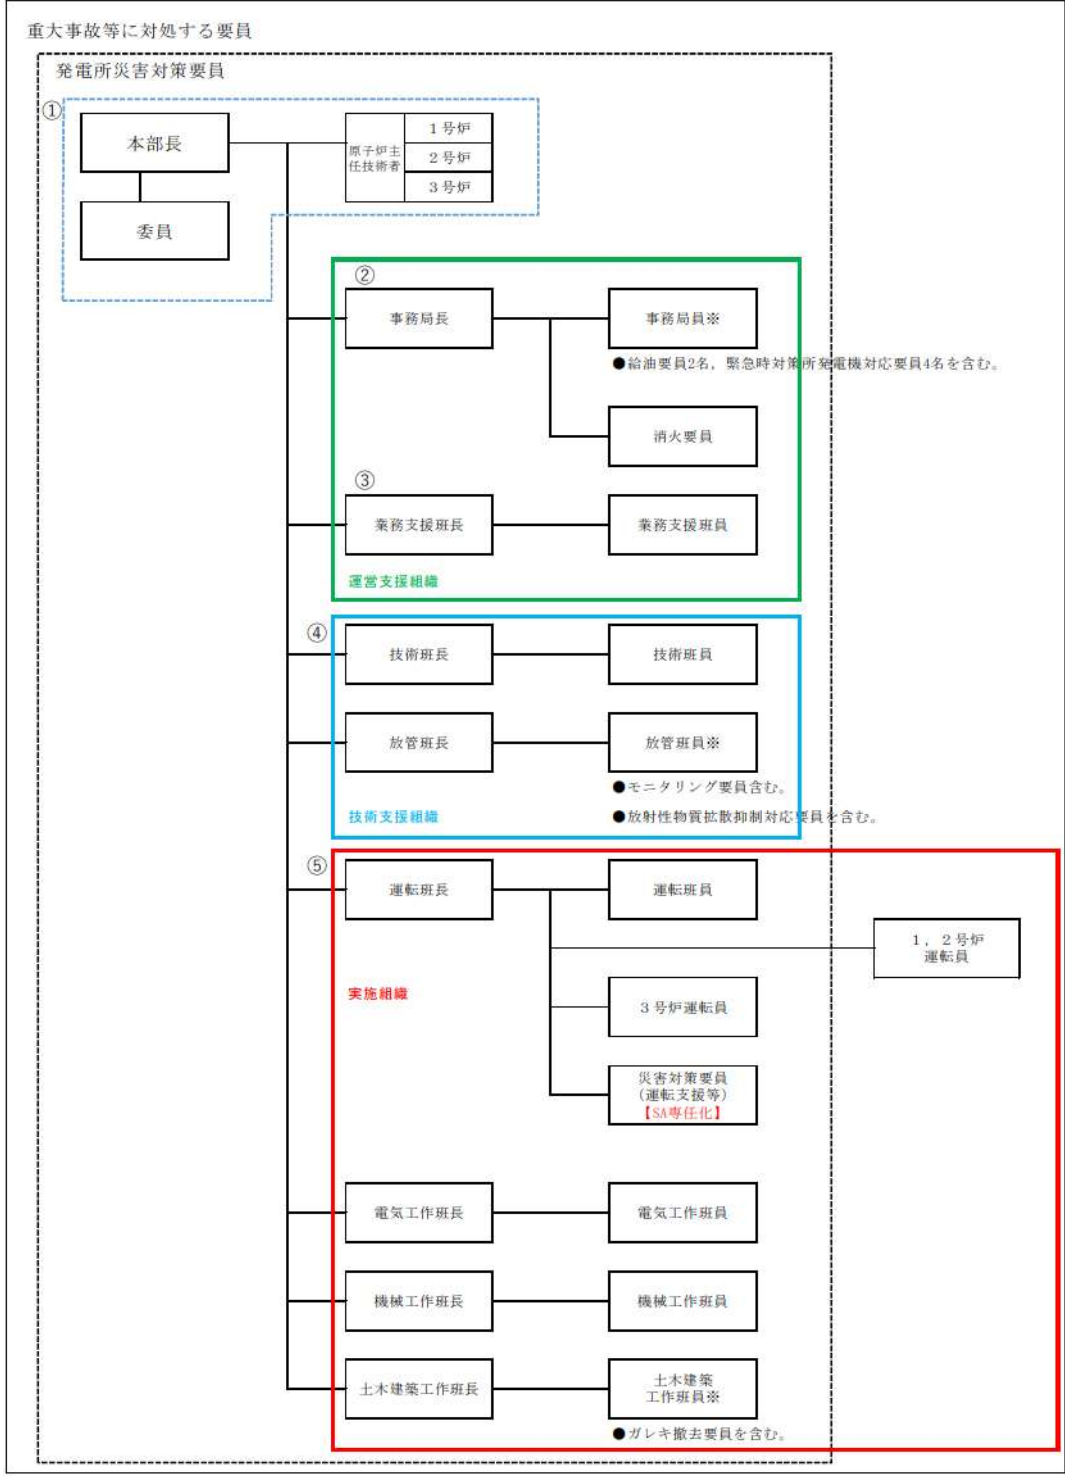 重大事故等に対処する要員
発電所災害対策要員
①
本部長
原子炉主
任技術者
1号炉
2号炉
3号炉
委員
②
事務局長
事務局員※
●給油要員2名，緊急時対策所発電機対応要員4名を含む。
消火要員
③
業務支援班長
業務支援班員
運営支援組織
④
技術班長
技術班員
放管班長
放管班員※
●モニタリング要員含む。
技術支援組織
●放射性物質拡散抑制対応要員を含む。
⑤
運転班長
運転班員
1，2号炉
運転員
実施組織
3号炉運転員
災害対策要員
(運転支援等)
【SA専任化】
電気工作班長
電気工作班員
機械工作班長
機械工作班員
土木建築工作班長
土木建築
工作班員※
●ガレキ撤去要員を含む。